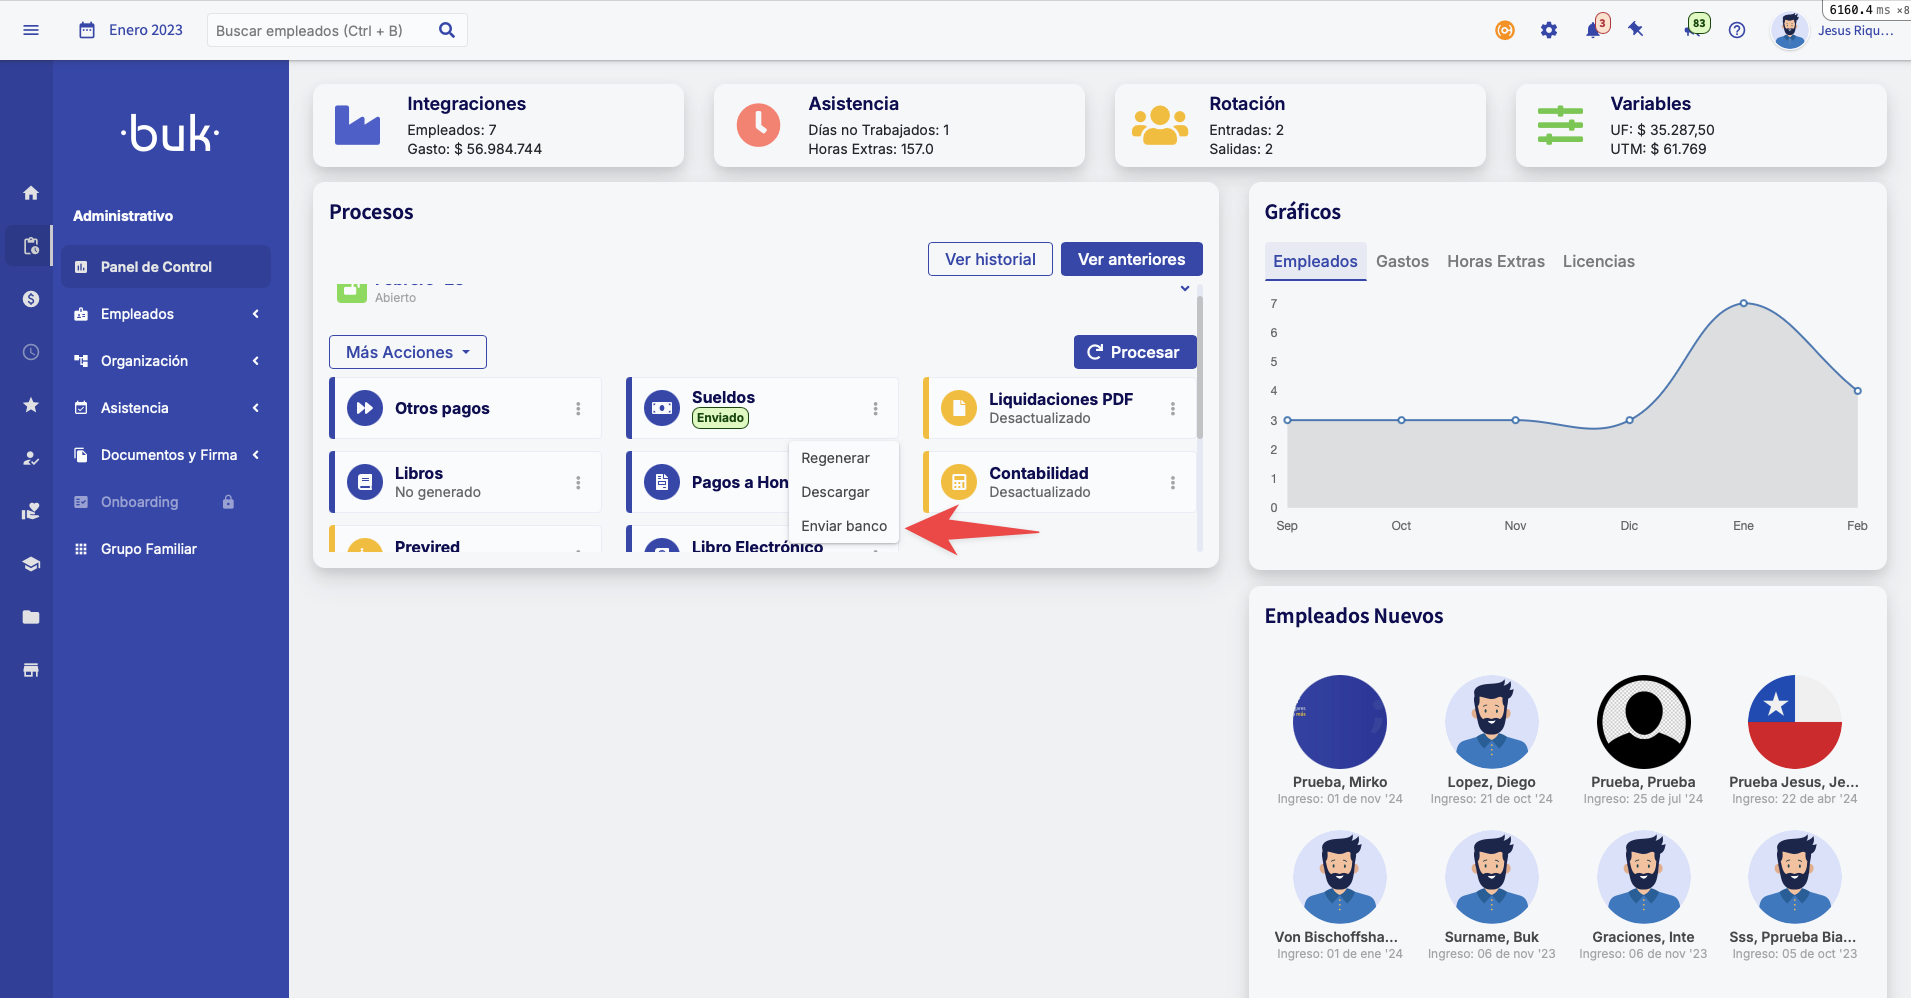 Enero 2023
Buscar empleados (Ctrl + B)
3
83
6160.4 ms ×8
Jesus Riqu...
·buk·
Administrativo
Panel de Control
Empleados
Organización
Asistencia
Documentos y Firma
Onboarding
Grupo Familiar
Integraciones
Empleados: 7
Gasto: $ 56.984.744
Asistencia
Días no Trabajados: 1
Horas Extras: 157.0
Rotación
Entradas: 2
Salidas: 2
Variables
UF: $ 35.287,50
UTM: $ 61.769
Procesos
Ver historial
Ver anteriores
Abierto
Más Acciones
Procesar
Otros pagos
Sueldos
Enviado
Liquidaciones PDF
Desactualizado
Libros
No generado
Pagos a Hon
Contabilidad
Desactualizado
Regenerar
Descargar
Enviar banco
Previred
Libro Electrónico
Gráficos
Empleados
Gastos
Horas Extras
Licencias
7
6
5
4
3
2
1
0
Sep
Oct
Nov
Dic
Ene
Feb
Empleados Nuevos
Prueba, Mirko
Ingreso: 01 de nov '24
Lopez, Diego
Ingreso: 21 de oct '24
Prueba, Prueba
Ingreso: 25 de jul '24
Prueba Jesus, Je...
Ingreso: 22 de abr '24
Von Bischoffsha...
Ingreso: 01 de ene '24
Surname, Buk
Ingreso: 06 de nov '23
Graciones, Inte
Ingreso: 06 de nov '23
Sss, Pprueba Bia...
Ingreso: 05 de oct '23